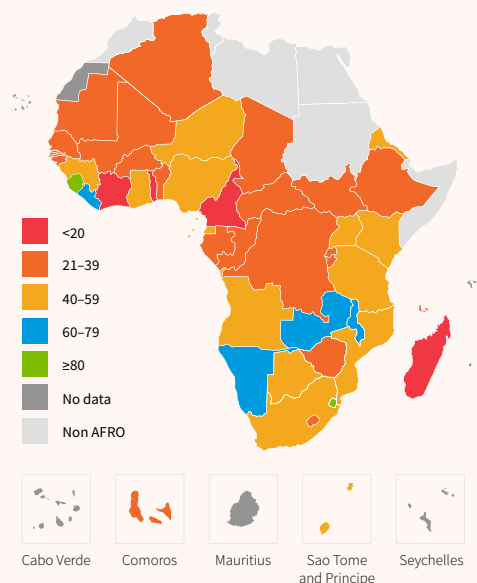 <20
21–39
40–59
60–79
≥80
No data
Non AFRO
Cabo Verde
Comoros
Mauritius
Sao Tome
and Principe
Seychelles